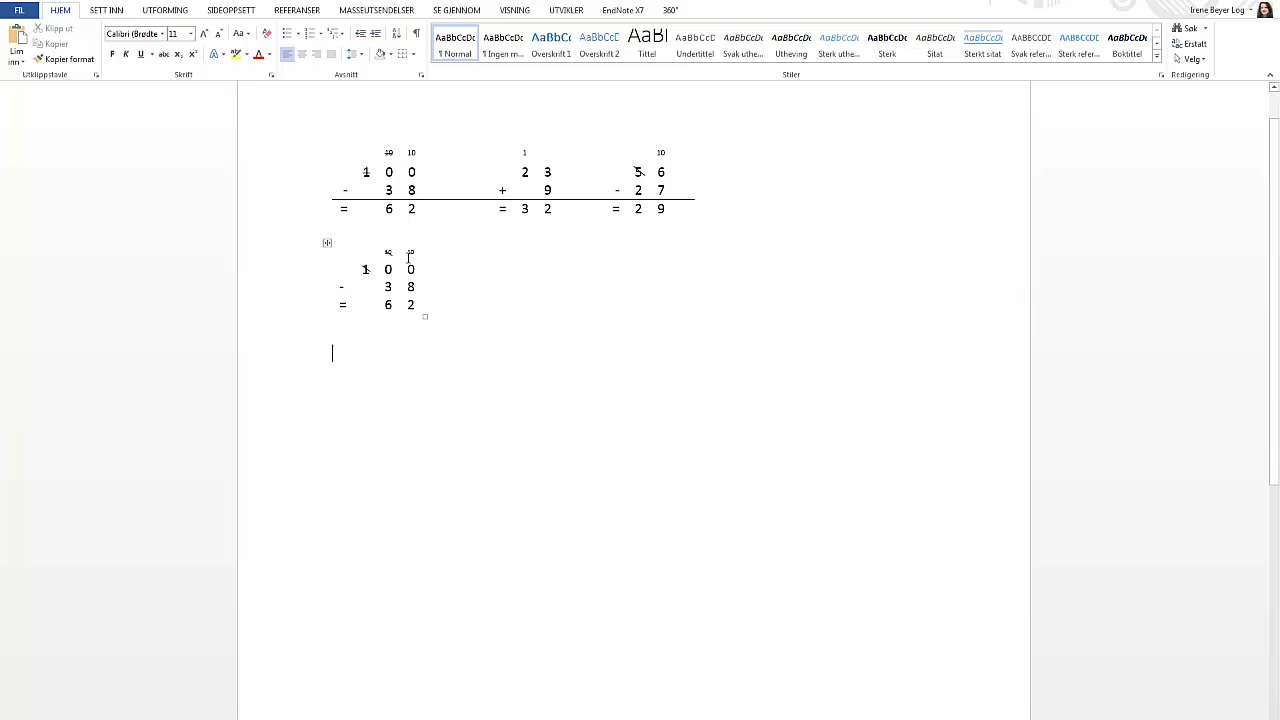 FIL HJEM SETT INN UTFORMING SIDEOPPSETT REFERANSER MASSEUTSENDELSER SE GJENNOM VISNING UTVIKLER EndNote X7 360° Irene Beyer Log
Lim inn Klipp ut Kopier Kopier format
Calibri (Brødte 11
AaBbCcDc AaBbCcDc AaBbCc AaBbCcC AaBl AaBbCcC AaBbCcDc AaBbCcDc AaBbCcDc AaBbCcDc AaBbCcDc AaBbCcDc AABBCCDC AABBCCDC AaBbCcDc
¶ Normal ¶ Ingen m... Overskrift 1 Overskrift 2 Tittel Undertittel Svak uthe... Utheving Sterk uthe... Sterk Sitat Sterkt sitat Svak refer... Sterk refer... Boktittel
Søk Erstatt Velg
Utklippstavle Skrift Avsnitt Stiler Redigering
10 10 1 10
1 0 0 2 3 5 6
- 3 8 + 9 - 2 7
= 6 2 = 3 2 = 2 9
10 10
1 0 0
- 3 8
= 6 2